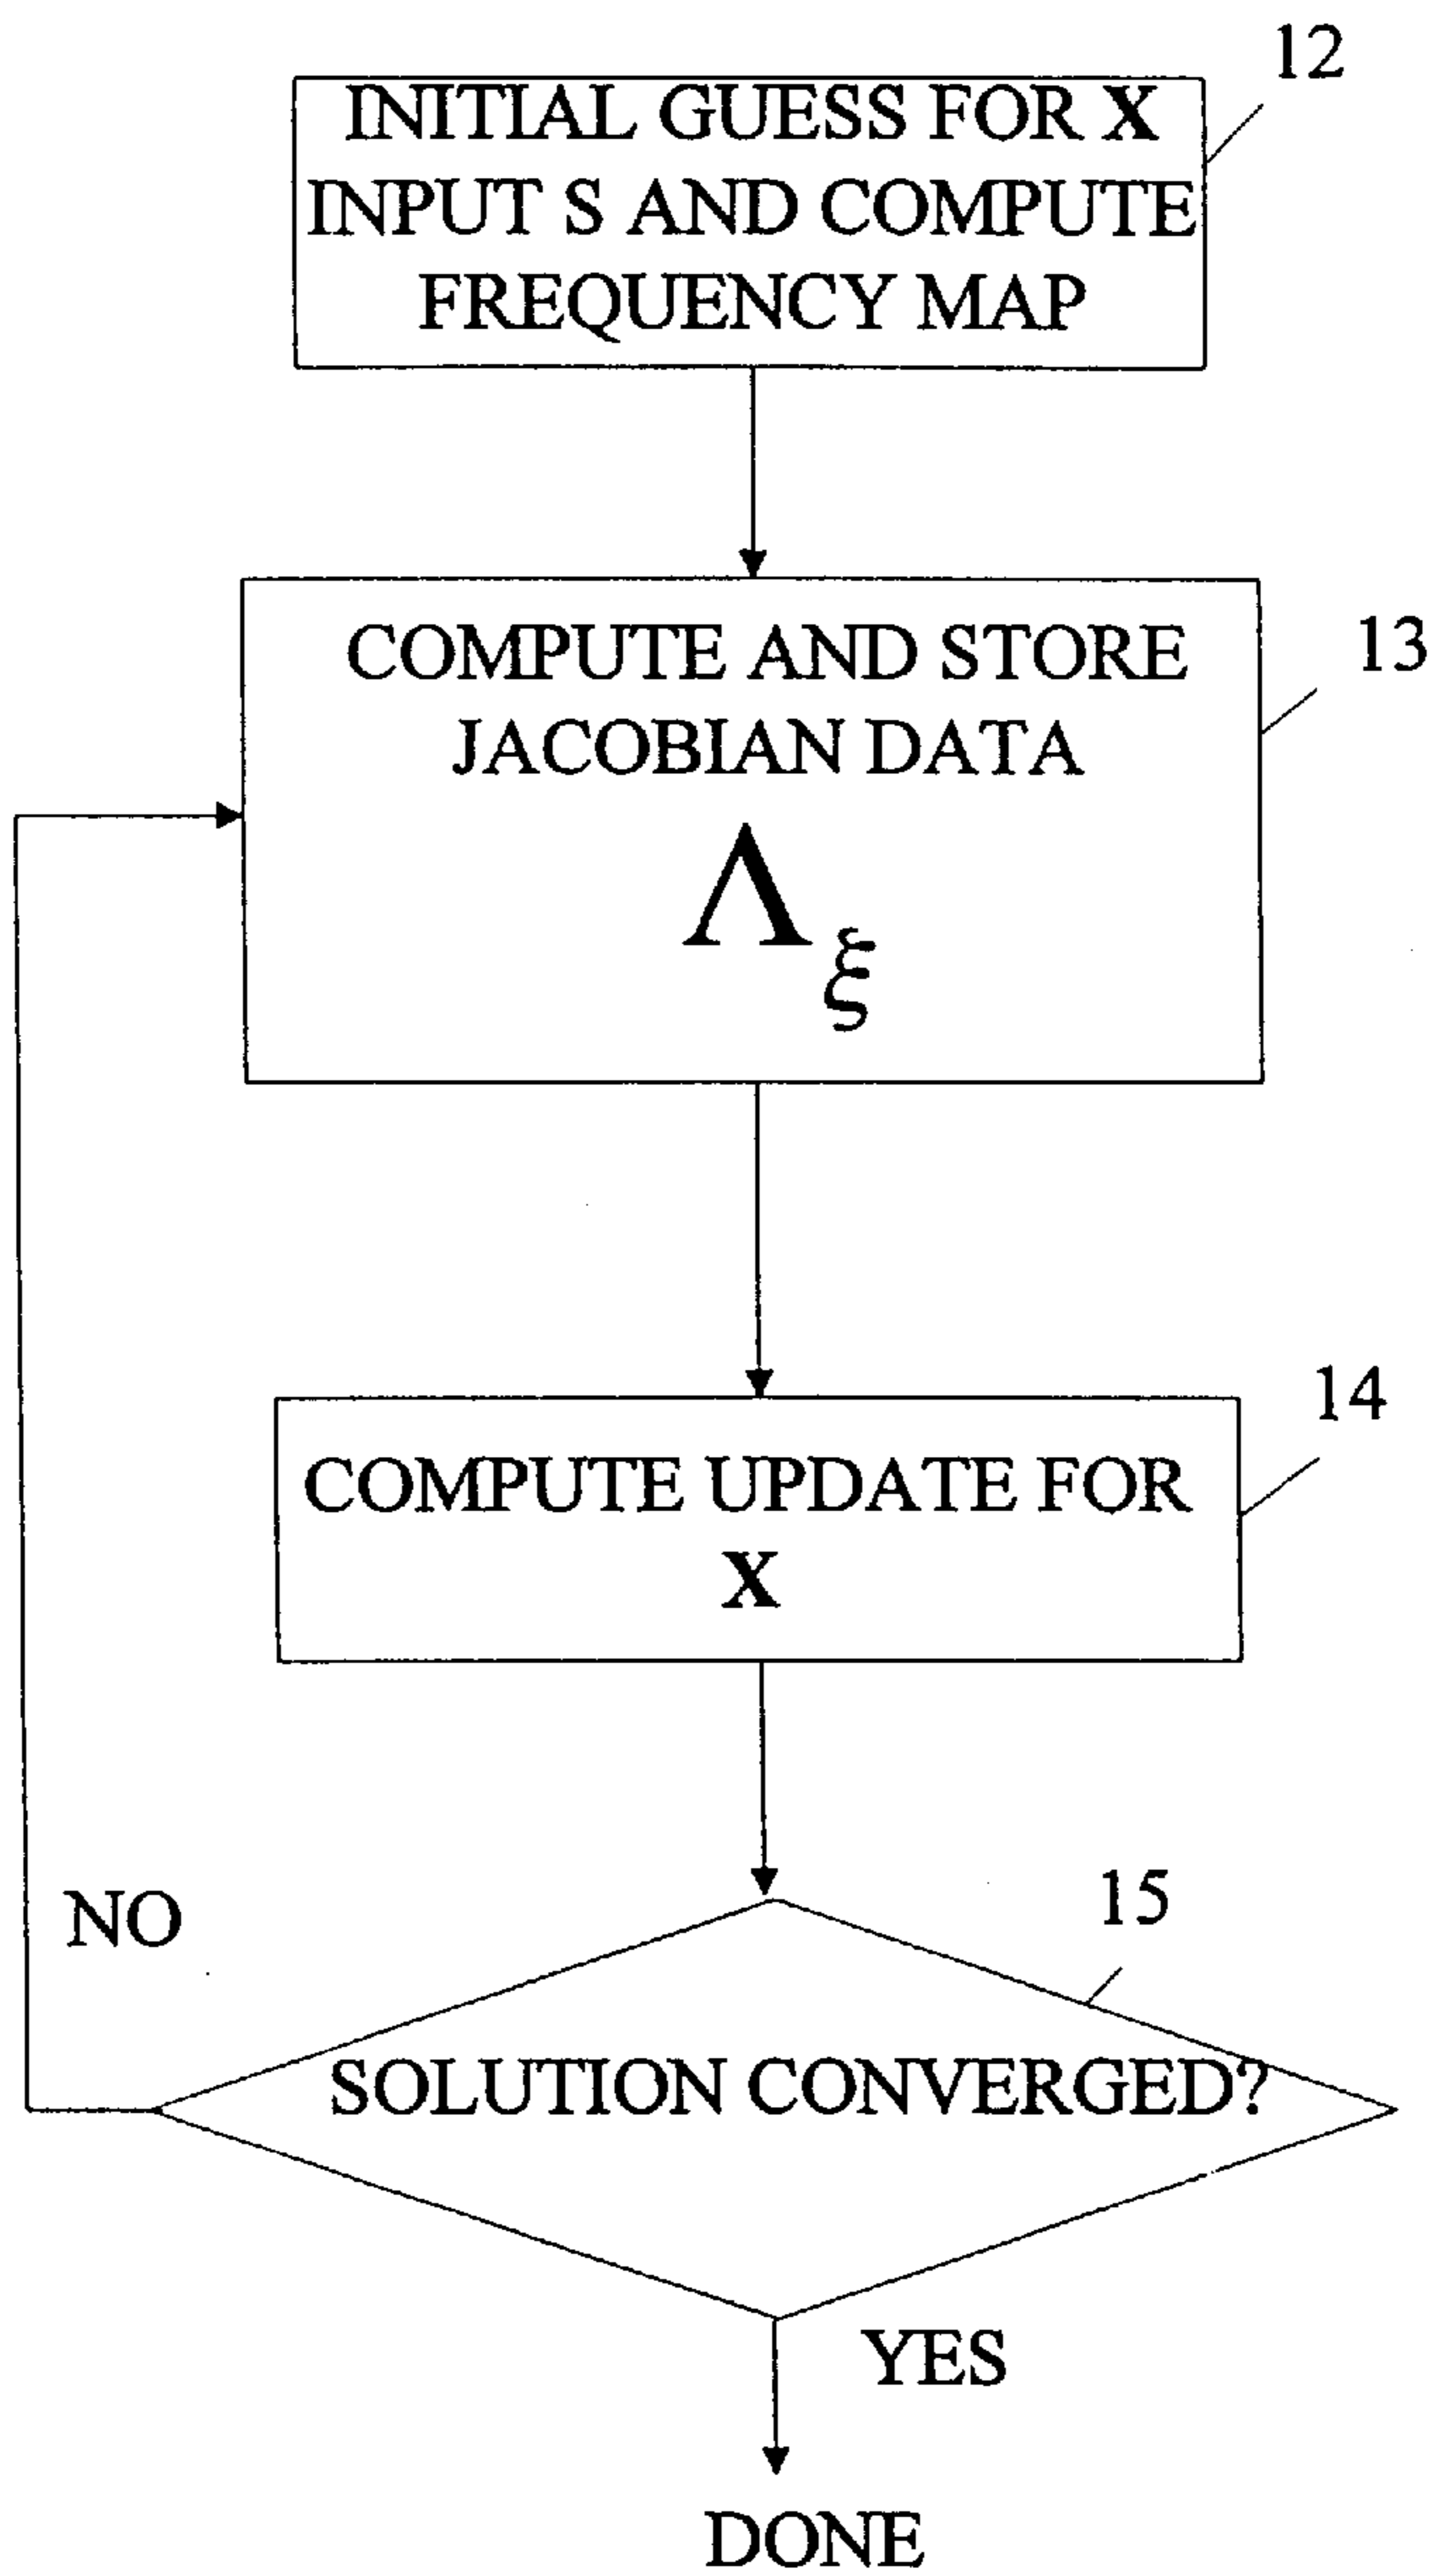 12
INITIAL GUESS FOR X
INPUT S AND COMPUTE
FREQUENCY MAP
13
COMPUTE AND STORE
JACOBIAN DATA
Λξ
14
COMPUTE UPDATE FOR
X
15
NO
SOLUTION CONVERGED?
YES
DONE